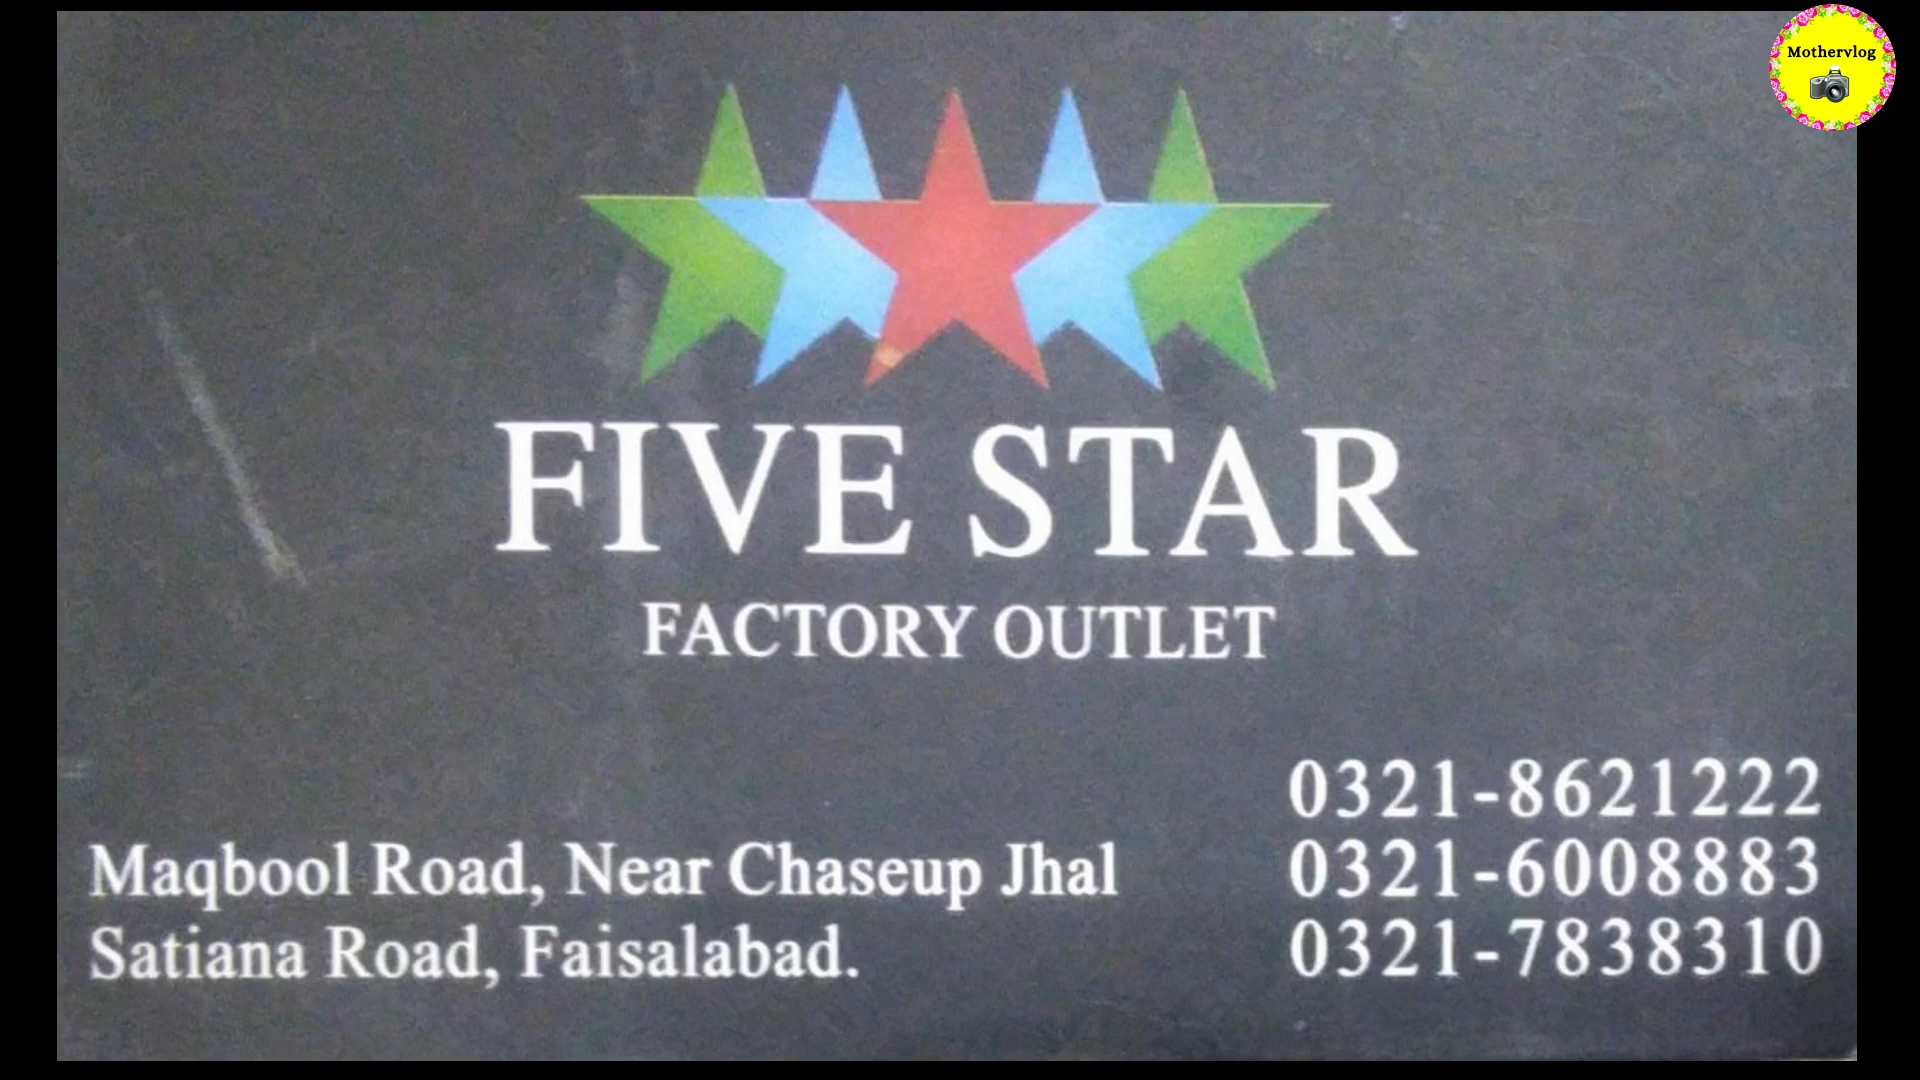 Mothervlog
FIVE STAR
FACTORY OUTLET
Maqbool Road, Near Chaseup Jhal
Satiana Road, Faisalabad.
0321-8621222
0321-6008883
0321-7838310